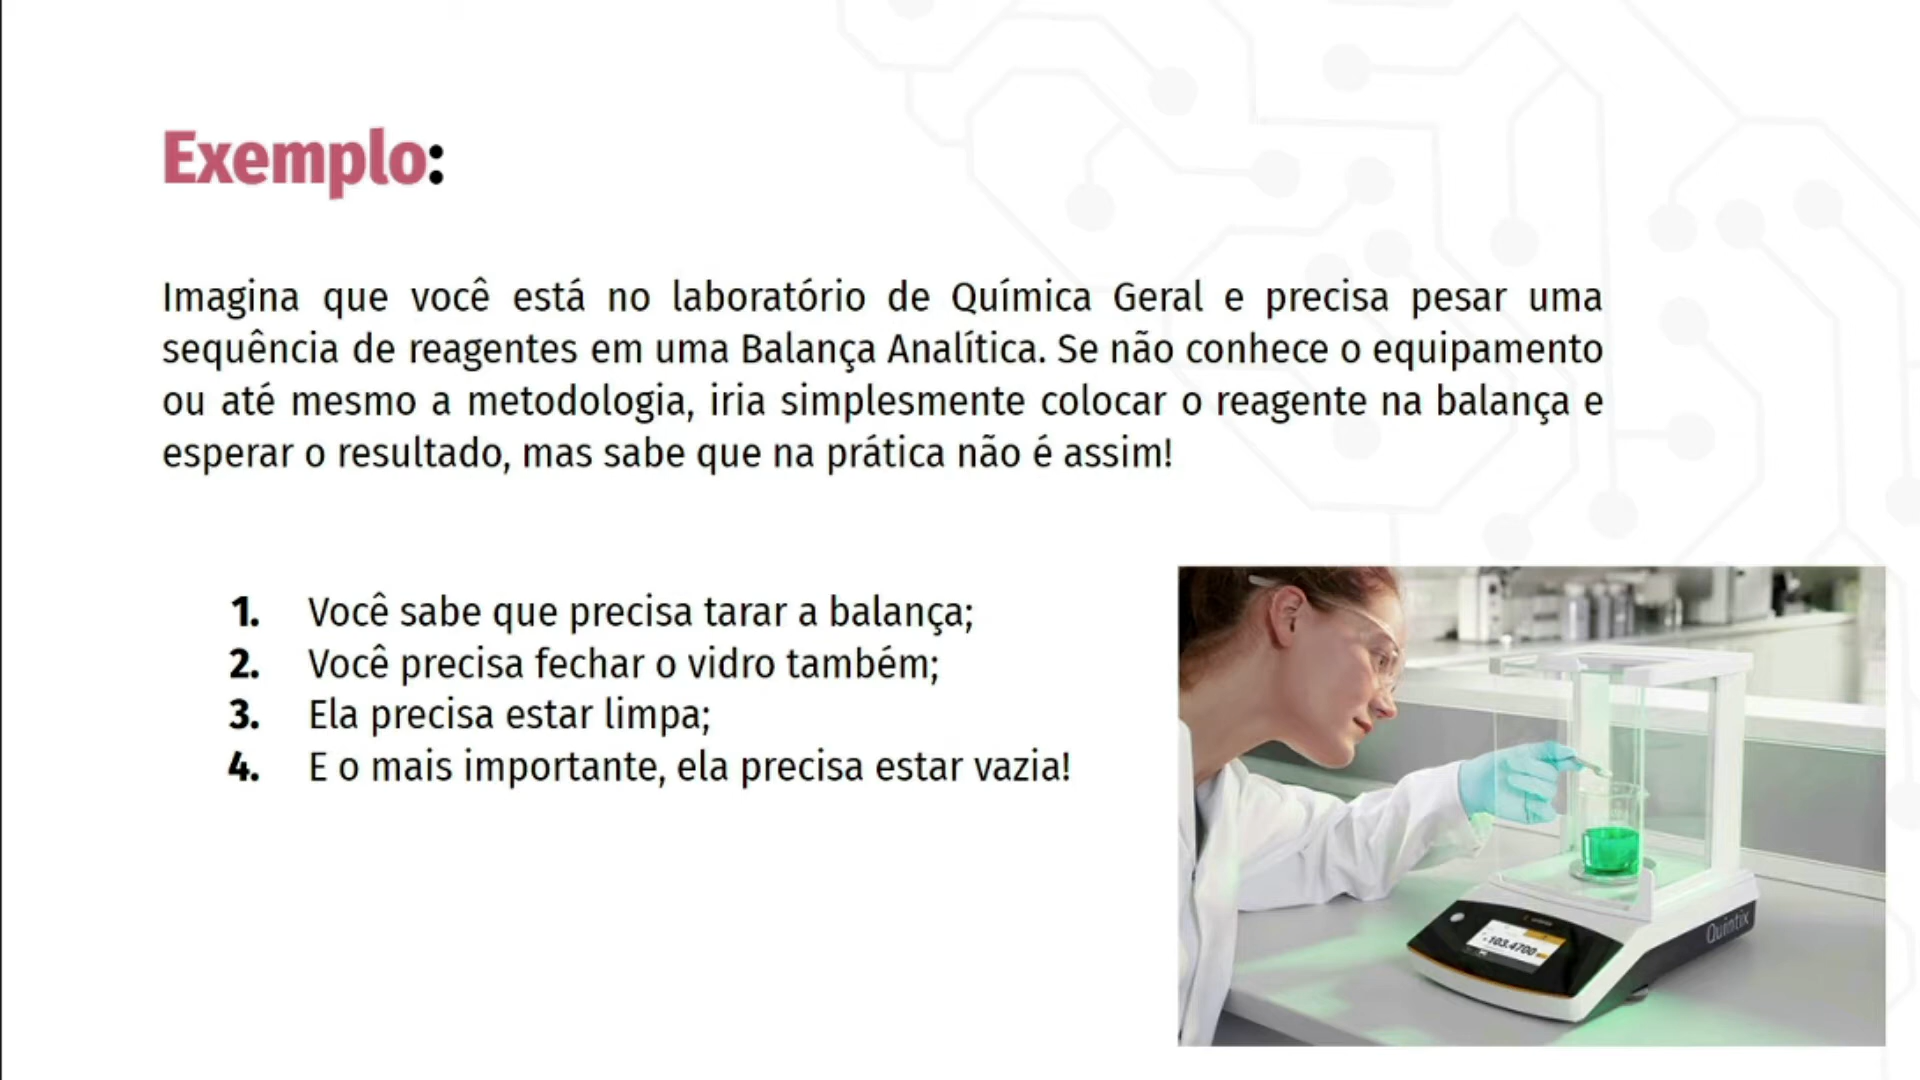 Exemplo:
Imagina que você está no laboratório de Química Geral e precisa pesar uma
sequência de reagentes em uma Balança Analítica. Se não conhece o equipamento
ou até mesmo a metodologia, iria simplesmente colocar o reagente na balança e
esperar o resultado, mas sabe que na prática não é assim!
1. Você sabe que precisa tarar a balança;
2. Você precisa fechar o vidro também;
3. Ela precisa estar limpa;
4. E o mais importante, ela precisa estar vazia!
Quintix
103.4700